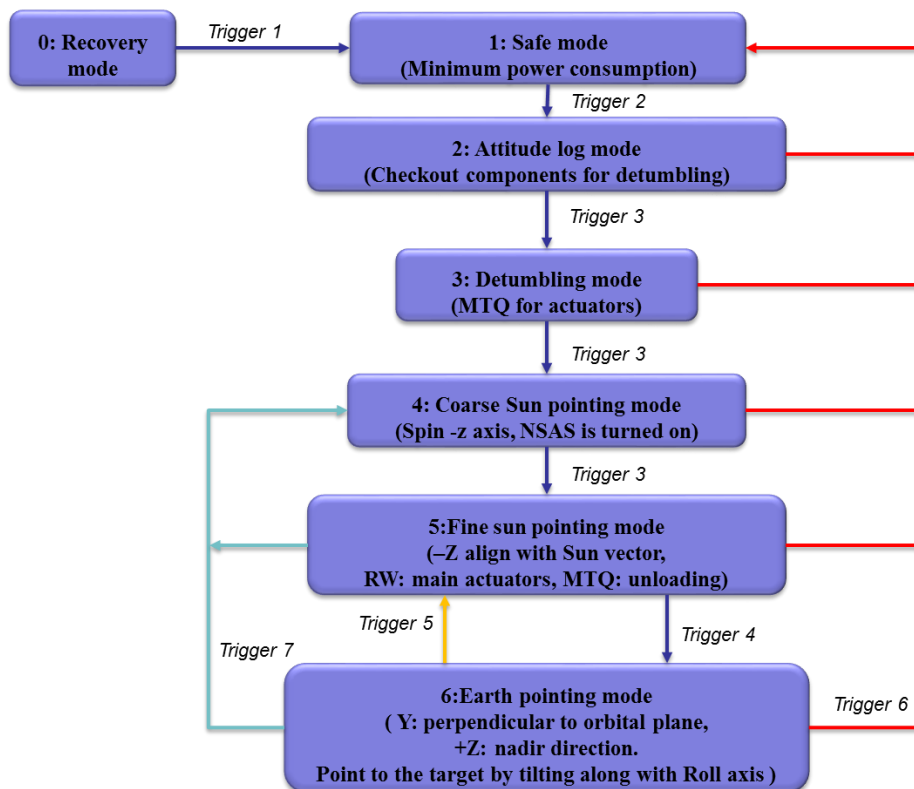 0: Recovery
mode
Trigger 1
1: Safe mode
(Minimum power consumption)
Trigger 2
2: Attitude log mode
(Checkout components for detumbling)
Trigger 3
3: Detumbling mode
(MTQ for actuators)
Trigger 3
4: Coarse Sun pointing mode
(Spin -z axis, NSAS is turned on)
Trigger 3
5:Fine sun pointing mode
(–Z align with Sun vector,
RW: main actuators, MTQ: unloading)
Trigger 5
Trigger 4
Trigger 7
6:Earth pointing mode
( Y: perpendicular to orbital plane,
+Z: nadir direction.
Point to the target by tilting along with Roll axis )
Trigger 6